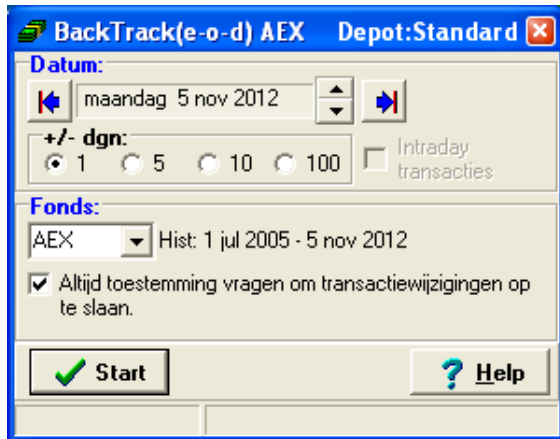 BackTrack(e-o-d) AEX Depot:Standard
Datum:
maandag 5 nov 2012
+/- dgn:
1 5 10 100
Intraday
transacties
Fonds:
AEX Hist: 1 jul 2005 - 5 nov 2012
Altijd toestemming vragen om transactiewijzigingen op
te slaan.
Start ? Help